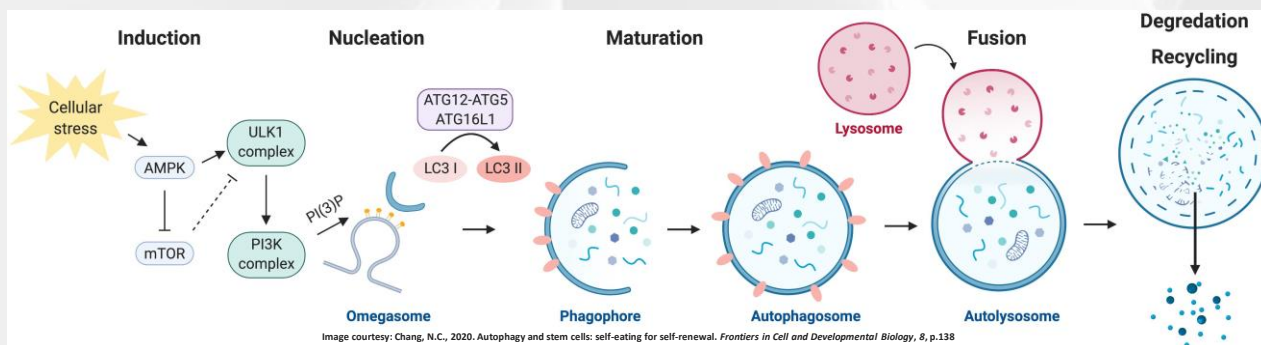 Induction
Nucleation
Maturation
Fusion
Degredation
Recycling
Cellular
stress
AMPK
mTOR
ULK1
complex
PI3K
complex
PI(3)P
ATG12-ATG5
ATG16L1
LC3 I
LC3 II
Lysosome
Omegasome
Phagophore
Autophagosome
Autolysosome
Image courtesy: Chang, N.C., 2020. Autophagy and stem cells: self-eating for self-renewal. Frontiers in Cell and Developmental Biology, 8, p.138